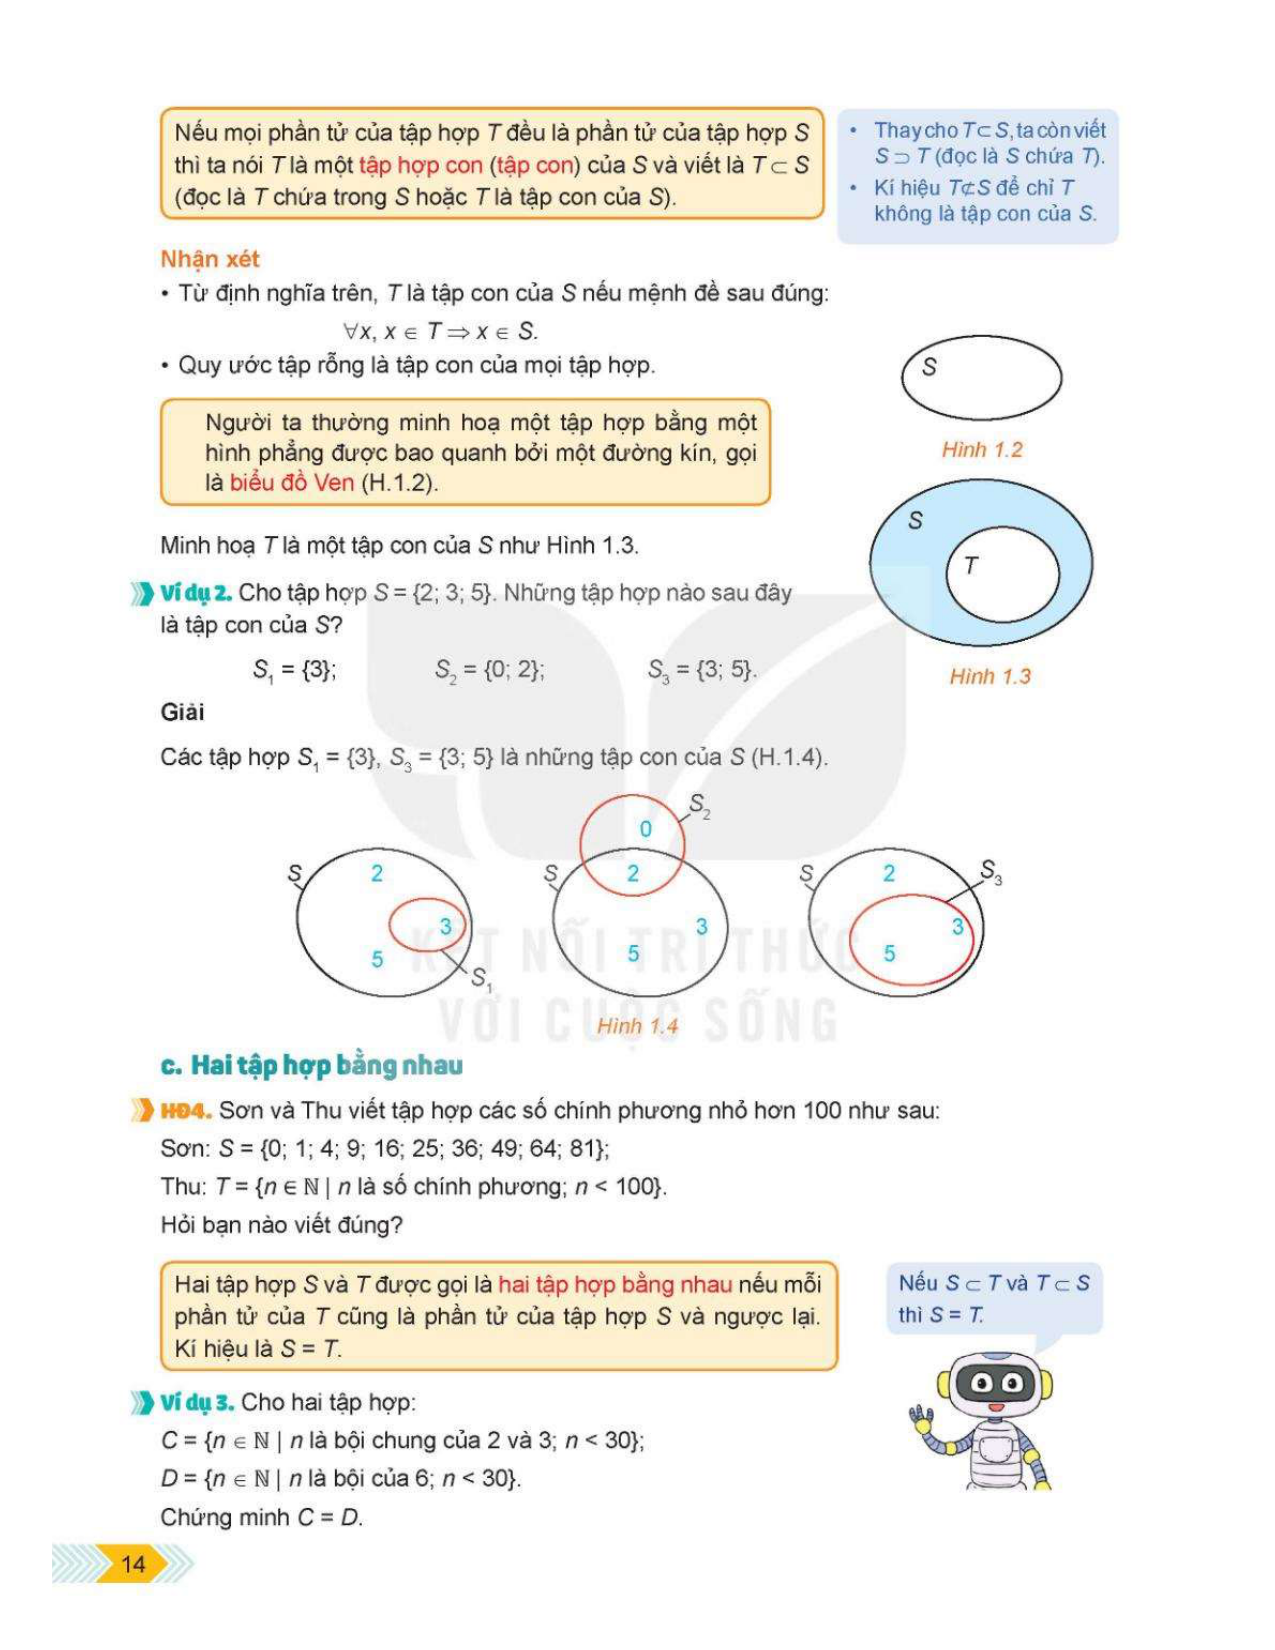 Nếu mọi phần tử của tập hợp T đều là phần tử của tập hợp S
thì ta nói T là một tập hợp con (tập con) của S và viết là T ⊂ S
(đọc là T chứa trong S hoặc T là tập con của S).
• Thay cho T ⊂ S, ta còn viết
S ⊃ T (đọc là S chứa T).
• Kí hiệu T ⊄ S để chỉ T
không là tập con của S.
Nhận xét
• Từ định nghĩa trên, T là tập con của S nếu mệnh đề sau đúng:
∀x, x ∈ T ⇒ x ∈ S.
• Quy ước tập rỗng là tập con của mọi tập hợp.
S
Hình 1.2
Người ta thường minh hoạ một tập hợp bằng một
hình phẳng được bao quanh bởi một đường kín, gọi
là biểu đồ Ven (H.1.2).
Minh hoạ T là một tập con của S như Hình 1.3.
S
T
Hình 1.3
Ví dụ 2. Cho tập hợp S = {2; 3; 5}. Những tập hợp nào sau đây
là tập con của S?
S₁ = {3}; S₂ = {0; 2}; S₃ = {3; 5}.
Giải
Các tập hợp S₁ = {3}, S₃ = {3; 5} là những tập con của S (H.1.4).
S 2 3 5 S₁
S₂ 0 S 2 3 5
S 2 S₃ 3 5
KẾT NỐI TRI THỨC
VỚI CUỘC SỐNG
Hình 1.4
c. Hai tập hợp bằng nhau
HĐ4. Sơn và Thu viết tập hợp các số chính phương nhỏ hơn 100 như sau:
Sơn: S = {0; 1; 4; 9; 16; 25; 36; 49; 64; 81};
Thu: T = {n ∈ ℕ | n là số chính phương; n < 100}.
Hỏi bạn nào viết đúng?
Hai tập hợp S và T được gọi là hai tập hợp bằng nhau nếu mỗi
phần tử của T cũng là phần tử của tập hợp S và ngược lại.
Kí hiệu là S = T.
Nếu S ⊂ T và T ⊂ S
thì S = T.
Ví dụ 3. Cho hai tập hợp:
C = {n ∈ ℕ | n là bội chung của 2 và 3; n < 30};
D = {n ∈ ℕ | n là bội của 6; n < 30}.
Chứng minh C = D.
14